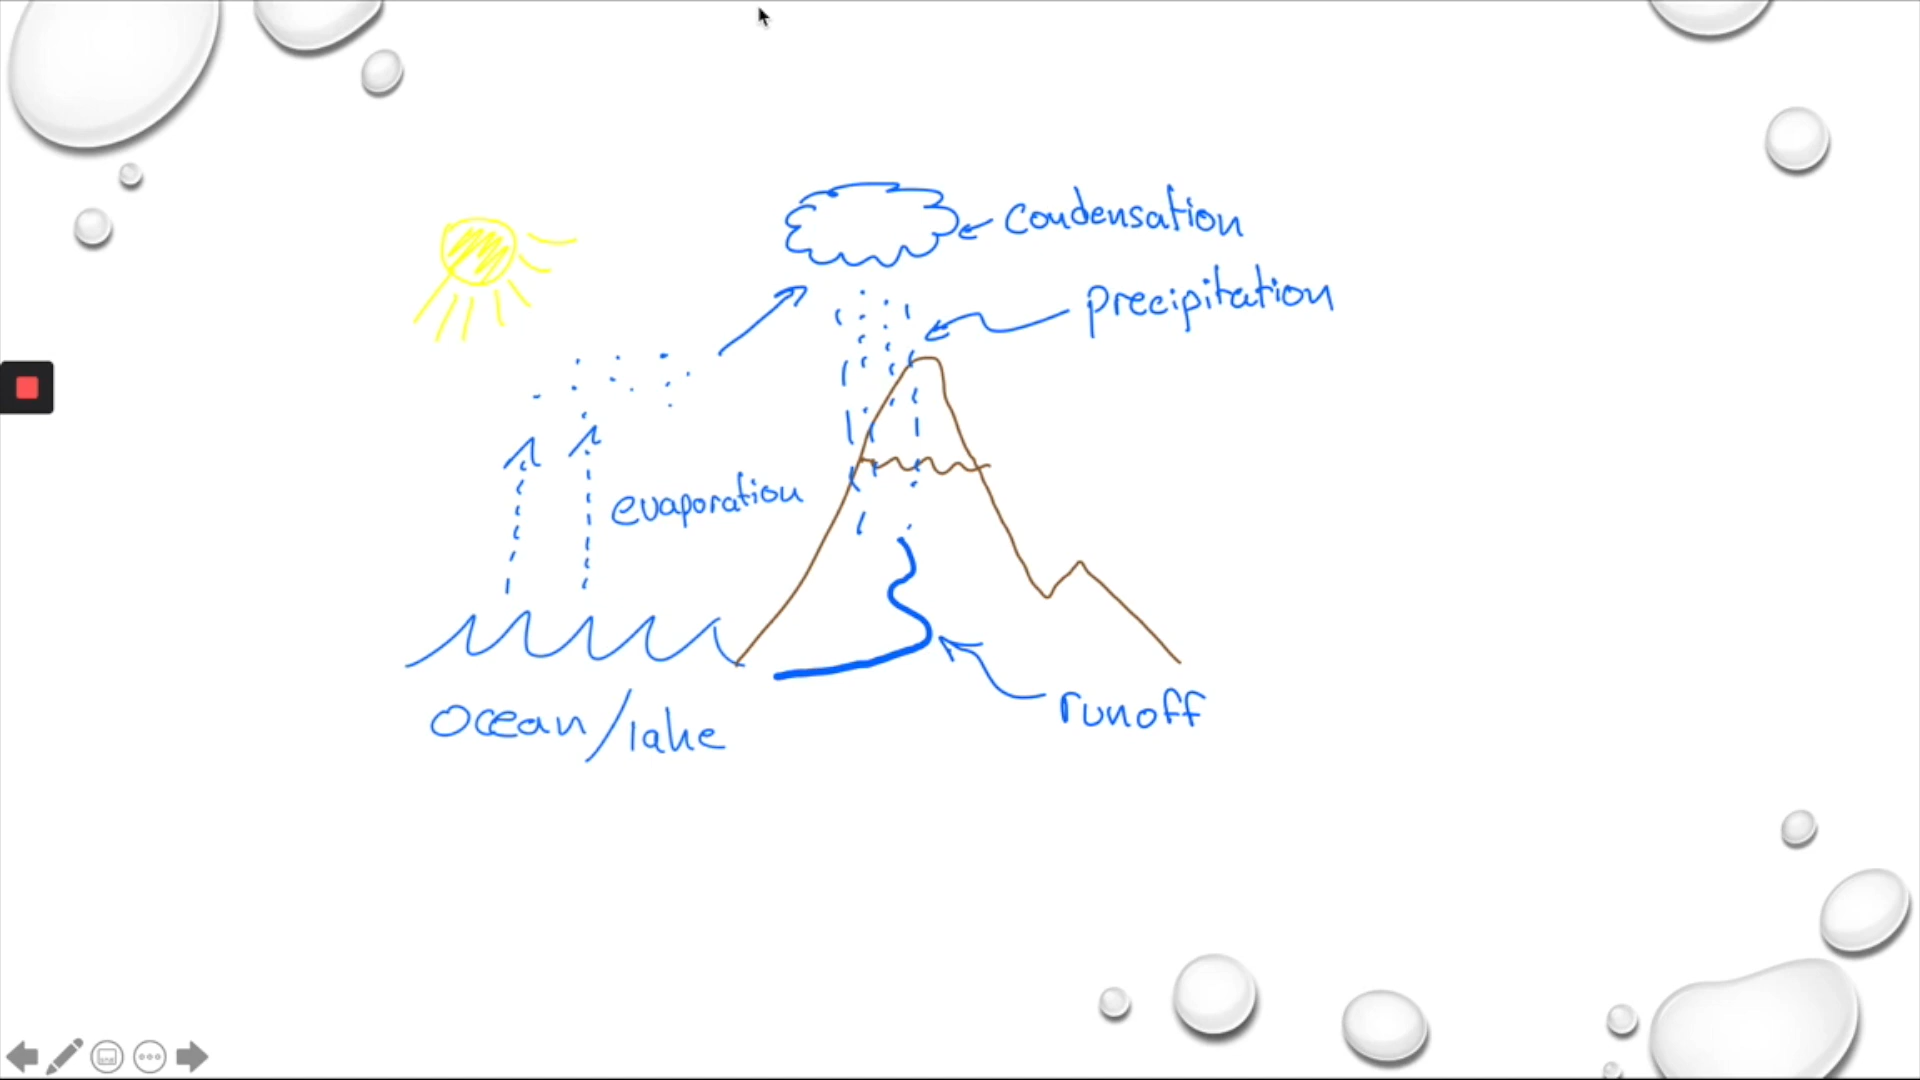 condensation
precipitation
evaporation
ocean/lake
runoff